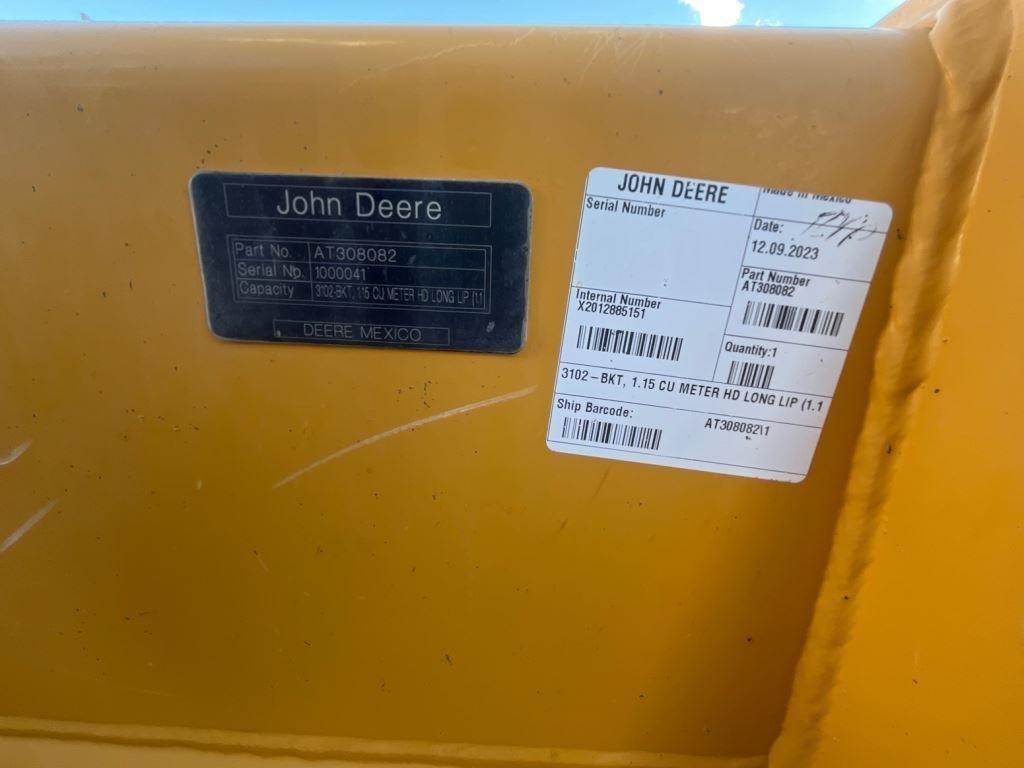 John Deere
Part No. AT308082
Serial No. 1000041
Capacity 3102-BKT, 1.15 CU METER HD LONG LIP (1.1
DEERE MEXICO
JOHN DEERE
Made in Mexico
Serial Number
Date:
12.09.2023
Part Number
AT308082
Internal Number
X2012885151
Quantity:1
3102-BKT, 1.15 CU METER HD LONG LIP (1.1
Ship Barcode:
AT308082\1